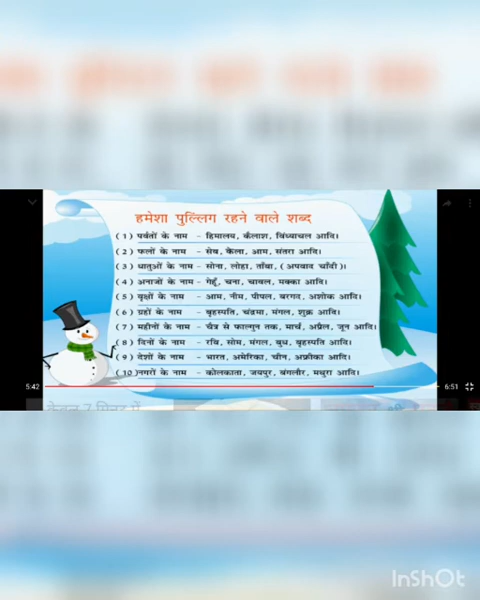 हमेशा पुल्लिग रहने वाले शब्द
(1) पर्वतों के नाम - हिमालय, कैलाश, विंध्याचल आदि।
(2) फलों के नाम - सेव, केला, आम, संतरा आदि।
(3) धातुओं के नाम - सोना, लोहा, ताँबा, (अपवाद चाँदी)।
(4) अनाजों के नाम - गेहूँ, चना, चावल, मक्का आदि।
(5) वृक्षों के नाम - आम, नीम, पीपल, बरगद, अशोक आदि।
(6) ग्रहों के नाम - बृहस्पति, चंद्रमा, मंगल, शुक्र आदि।
(7) महीनों के नाम - चैत्र से फाल्गुन तक, मार्च, अप्रैल, जून आदि।
(8) दिनों के नाम - रवि, सोम, मंगल, बुध, बृहस्पति आदि।
(9) देशों के नाम - भारत, अमेरिका, चीन, अफ्रीका आदि।
(10) नगरों के नाम - कोलकाता, जयपुर, बंगलौर, मथुरा आदि।
5:42
6:51
InShOt